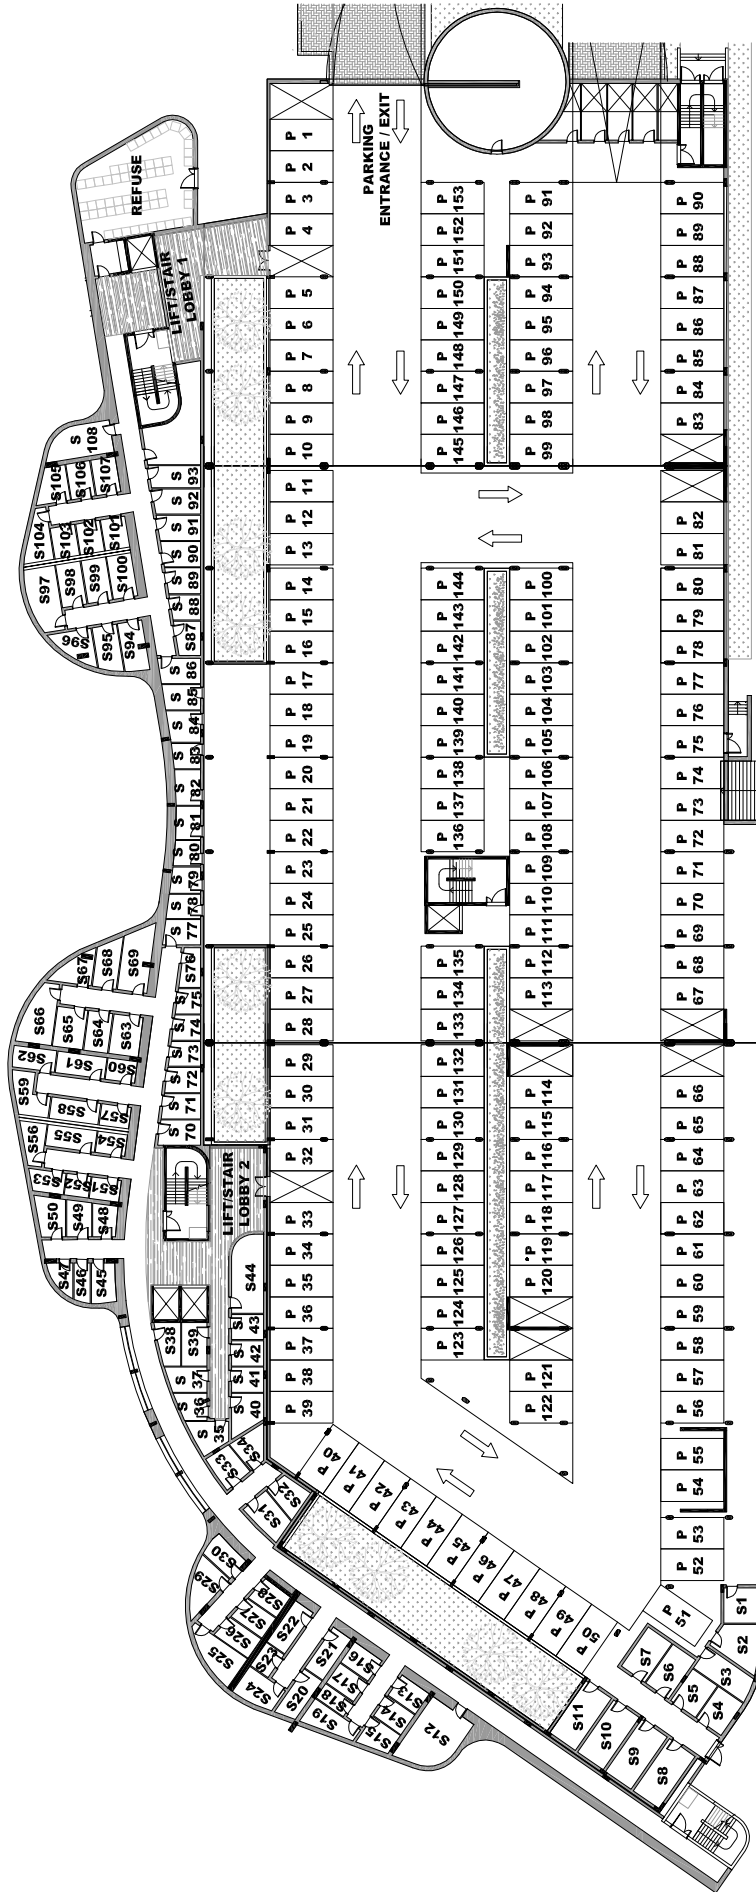 PARKING
ENTRANCE / EXIT
REFUSE
LIFT/STAIR
LOBBY 1
LIFT/STAIR
LOBBY 2
P 1
P 2
P 3
P 4
P 5
P 6
P 7
P 8
P 9
P 10
P 11
P 12
P 13
P 14
P 15
P 16
P 17
P 18
P 19
P 20
P 21
P 22
P 23
P 24
P 25
P 26
P 27
P 28
P 29
P 30
P 31
P 32
P 33
P 34
P 35
P 36
P 37
P 38
P 39
P 40
P 41
P 42
P 43
P 44
P 45
P 46
P 47
P 48
P 49
P 50
P 51
P 52
P 53
P 54
P 55
P 56
P 57
P 58
P 59
P 60
P 61
P 62
P 63
P 64
P 65
P 66
P 67
P 68
P 69
P 70
P 71
P 72
P 73
P 74
P 75
P 76
P 77
P 78
P 79
P 80
P 81
P 82
P 83
P 84
P 85
P 86
P 87
P 88
P 89
P 90
P 91
P 92
P 93
P 94
P 95
P 96
P 97
P 98
P 99
P 100
P 101
P 102
P 103
P 104
P 105
P 106
P 107
P 108
P 109
P 110
P 111
P 112
P 113
P 114
P 115
P 116
P 117
P 118
P 119
P 120
P 121
P 122
P 123
P 124
P 125
P 126
P 127
P 128
P 129
P 130
P 131
P 132
P 133
P 134
P 135
P 136
P 137
P 138
P 139
P 140
P 141
P 142
P 143
P 144
P 145
P 146
P 147
P 148
P 149
P 150
P 151
P 152
P 153
S1
S2
S3
S4
S5
S6
S7
S8
S9
S10
S11
S12
S13
S14
S15
S16
S17
S18
S19
S20
S21
S22
S23
S24
S25
S26
S27
S28
S29
S30
S31
S32
S33
S34
S 35
S 36
S 37
S38
S39
S 40
S 41
S 42
S 43
S44
S45
S46
S47
S48
S49
S50
S51
S52
S53
S54
S55
S56
S57
S58
S59
S60
S61
S62
S63
S64
S65
S66
S67
S68
S69
S 70
S 71
S 72
S 73
S 74
S 75
S76
S 77
S 78
S 79
S 80
S 81
S 82
S 83
S 84
S 85
S 86
S87
S 88
S 89
S 90
S 91
S 92
S 93
S94
S95
S96
S97
S98
S99
S100
S101
S102
S103
S104
S105
S106
S107
S 108